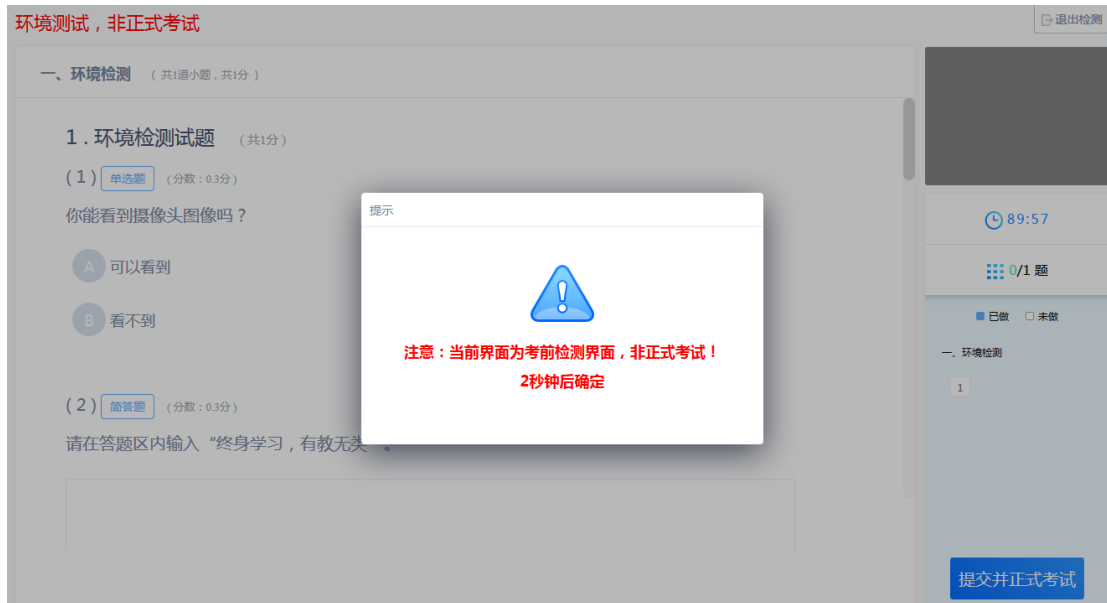 环境测试，非正式考试
退出检测
一、环境检测 （ 共1道小题 , 共1分 ）
1 . 环境检测试题 （ 共1分 ）
( 1 ) 单选题 （ 分数：0.3分 ）
你能看到摄像头图像吗？
A 可以看到
B 看不到
( 2 ) 简答题 （ 分数：0.3分 ）
请在答题区内输入“终身学习，有教无类”。
提示
注意：当前界面为考前检测界面，非正式考试！
2秒钟后确定
89:57
0/1 题
已做 未做
一、环境检测
1
提交并正式考试